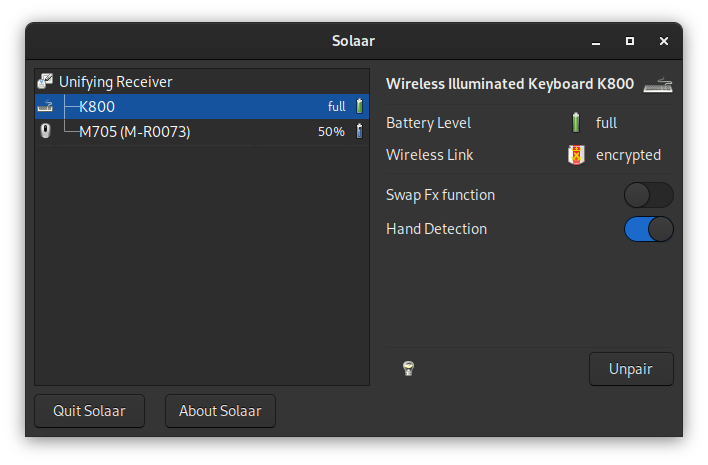 Solaar
Unifying Receiver
K800 full
M705 (M-R0073) 50%
Wireless Illuminated Keyboard K800
Battery Level full
Wireless Link encrypted
Swap Fx function
Hand Detection
Unpair
Quit Solaar About Solaar